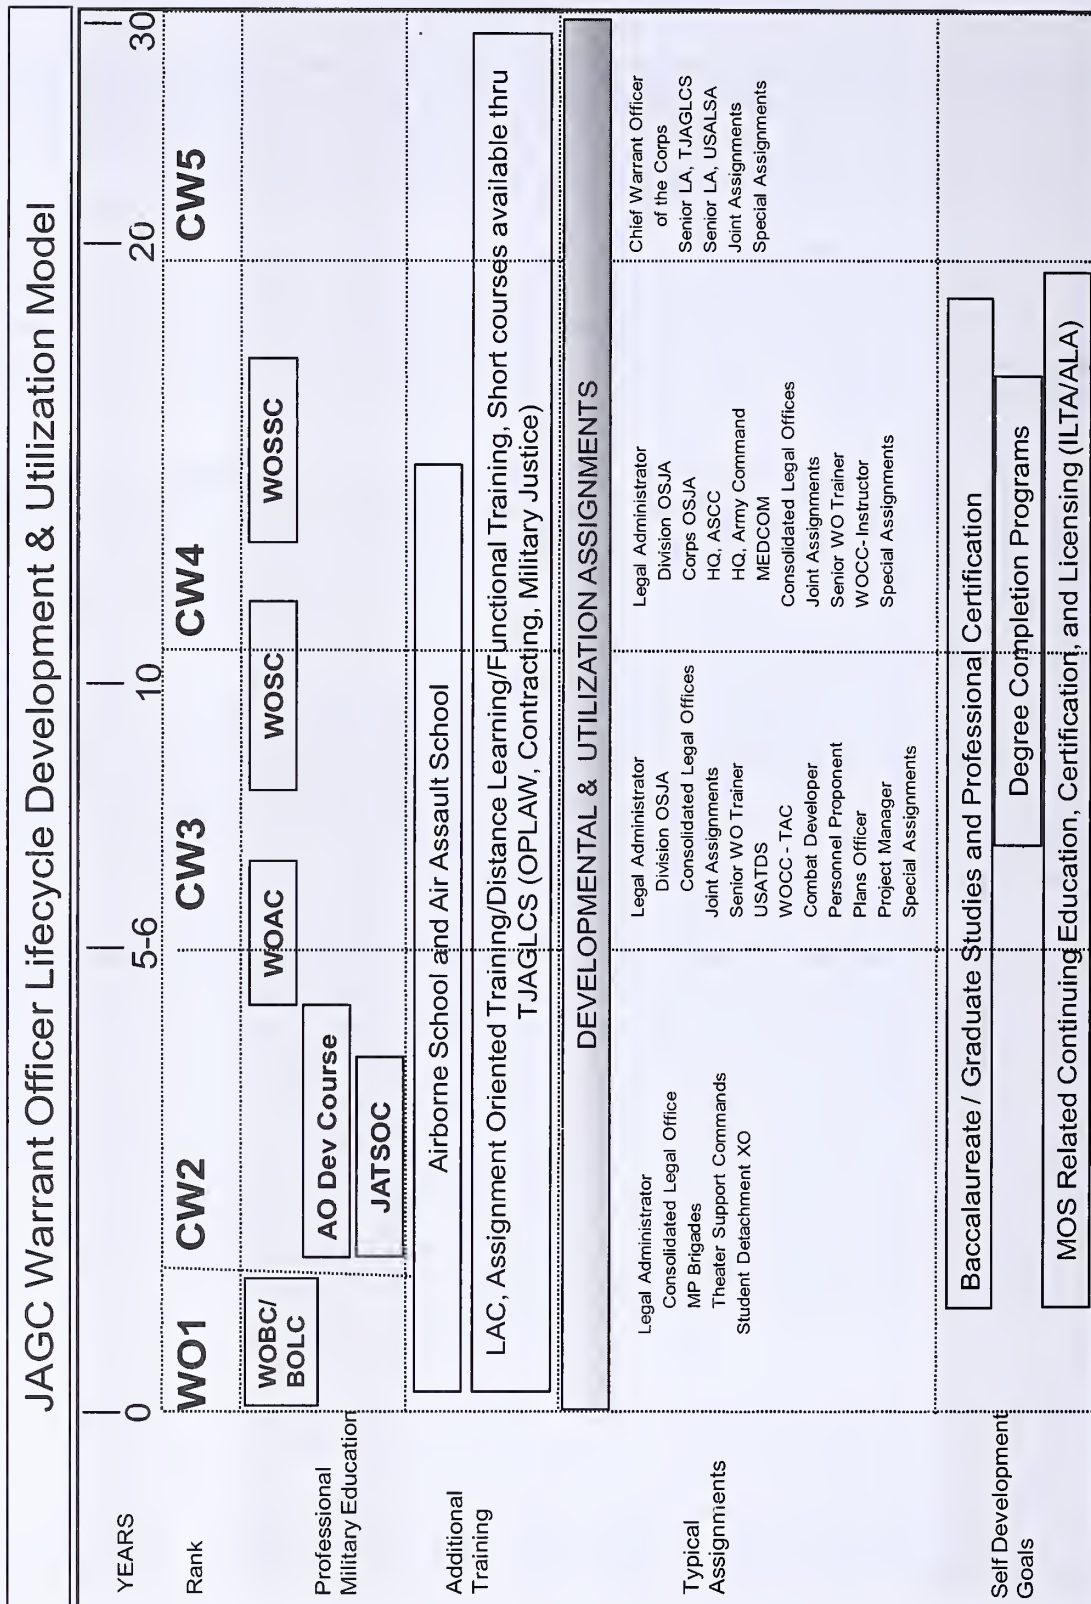 JAGC Warrant Officer Lifecycle Development & Utilization Model
YEARS
0
5-6
10
20
30
Rank
WO1
CW2
CW3
CW4
CW5
Professional
Military Education
WOBC/
BOLC
AO Dev Course
JATSOC
WOAC
WOSC
WOSSC
Additional
Training
Airborne School and Air Assault School
LAC, Assignment Oriented Training/Distance Learning/Functional Training, Short courses available thru
TJAGLCS (OPLAW, Contracting, Military Justice)
DEVELOPMENTAL & UTILIZATION ASSIGNMENTS
Typical
Assignments
Legal Administrator
Consolidated Legal Office
MP Brigades
Theater Support Commands
Student Detachment XO
Legal Administrator
Division OSJA
Consolidated Legal Offices
Joint Assignments
Senior WO Trainer
USATDS
WOCC - TAC
Combat Developer
Personnel Proponent
Plans Officer
Project Manager
Special Assignments
Legal Administrator
Division OSJA
Corps OSJA
HQ, ASCC
HQ, Army Command
MEDCOM
Consolidated Legal Offices
Joint Assignments
Senior WO Trainer
WOCC- Instructor
Special Assignments
Chief Warrant Officer
of the Corps
Senior LA, TJAGLCS
Senior LA, USALSA
Joint Assignments
Special Assignments
Self Development
Goals
Baccalaureate / Graduate Studies and Professional Certification
Degree Completion Programs
MOS Related Continuing Education, Certification, and Licensing (ILTA/ALA)